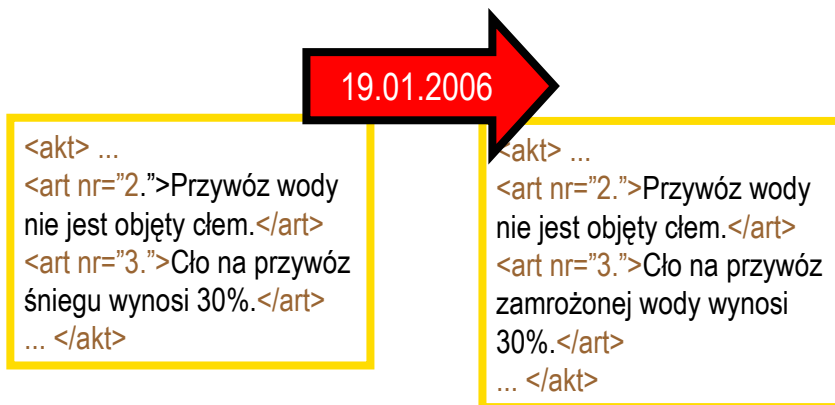 19.01.2006
<akt> ...
<art nr=”2.”>Przywóz wody
nie jest objęty cłem.</art>
<art nr=”3.”>Cło na przywóz
śniegu wynosi 30%.</art>
... </akt>
<akt> ...
<art nr=”2.”>Przywóz wody
nie jest objęty cłem.</art>
<art nr=”3.”>Cło na przywóz
zamrożonej wody wynosi
30%.</art>
... </akt>